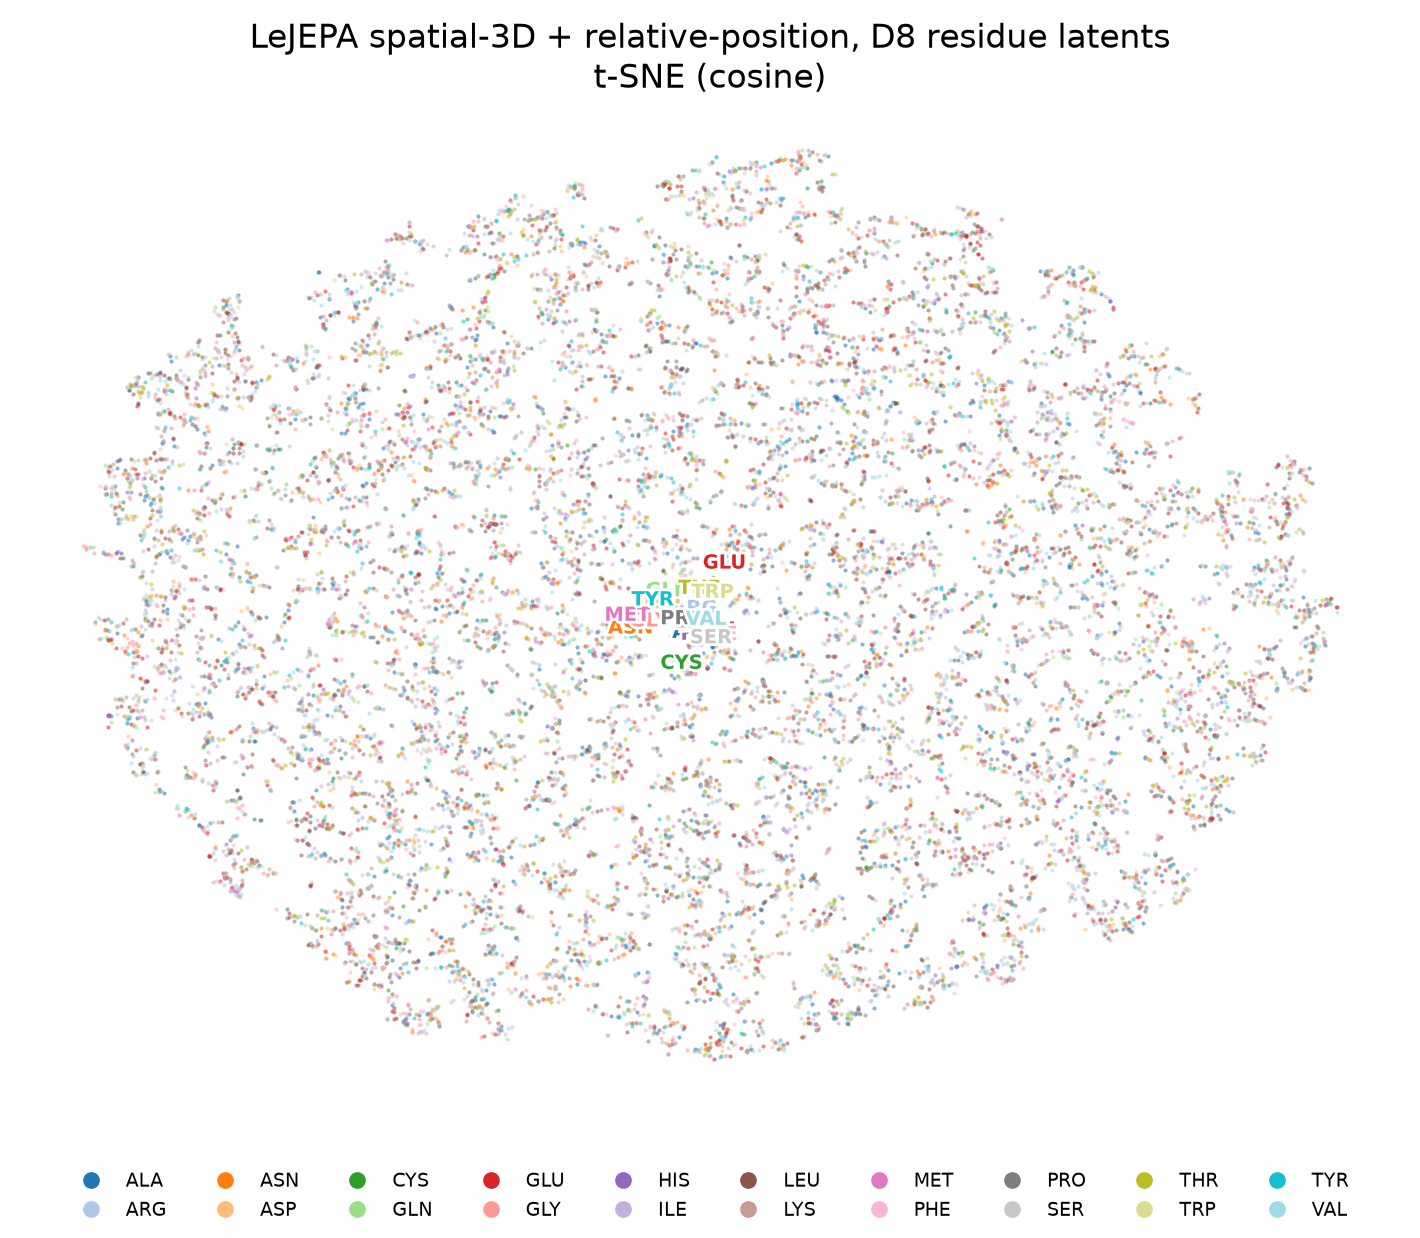 LeJEPA spatial-3D + relative-position, D8 residue latents
t-SNE (cosine)
GLU
TRP
TYR
MET
VAL
ASN
SER
CYS
ALA ASN CYS GLU HIS LEU MET PRO THR TYR
ARG ASP GLN GLY ILE LYS PHE SER TRP VAL